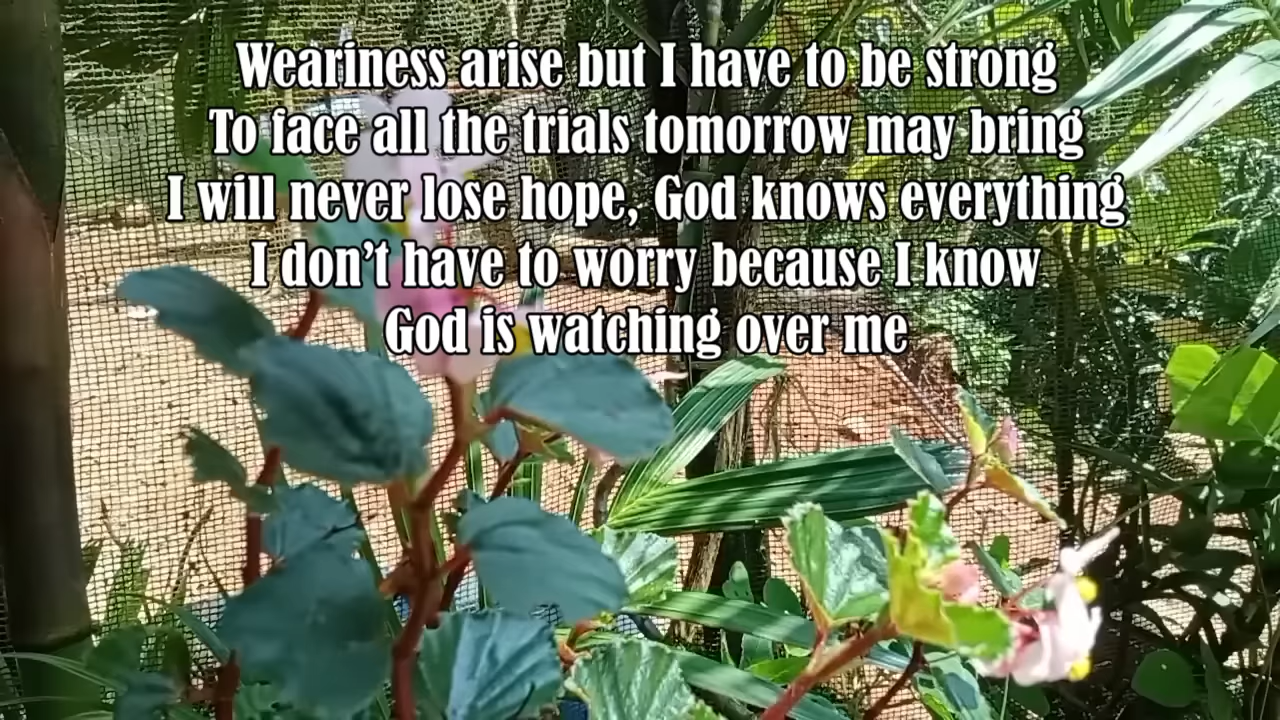 Weariness arise but I have to be strong
To face all the trials tomorrow may bring
I will never lose hope, God knows everything
I don’t have to worry because I know
God is watching over me